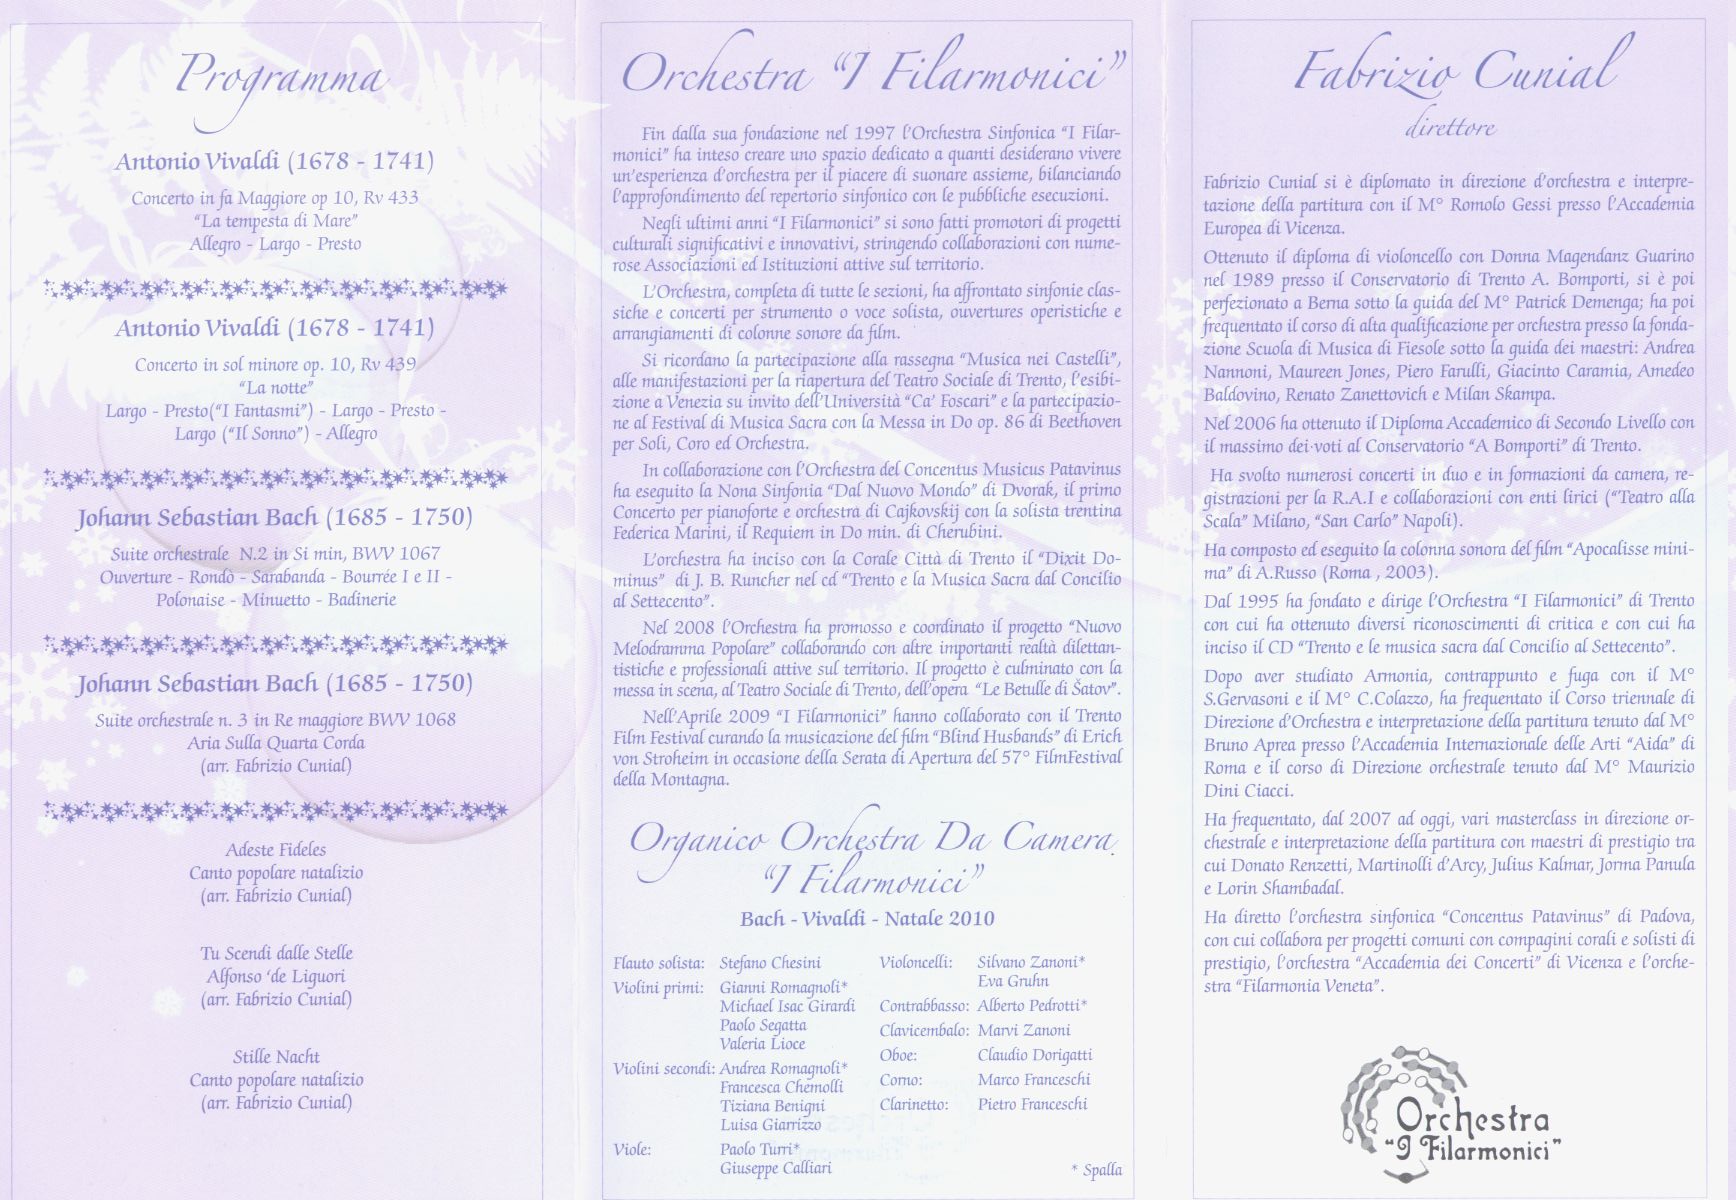 Programma
Antonio Vivaldi (1678 - 1741)
Concerto in fa Maggiore op 10, Rv 433
“La tempesta di Mare”
Allegro - Largo - Presto
Antonio Vivaldi (1678 - 1741)
Concerto in sol minore op. 10, Rv 439
“La notte”
Largo - Presto(“I Fantasmi”) - Largo - Presto -
Largo (“Il Sonno”) - Allegro
Johann Sebastian Bach (1685 - 1750)
Suite orchestrale N.2 in Si min, BWV 1067
Ouverture - Rondò - Sarabanda - Bourrée I e II -
Polonaise - Minuetto - Badinerie
Johann Sebastian Bach (1685 - 1750)
Suite orchestrale n. 3 in Re maggiore BWV 1068
Aria Sulla Quarta Corda
(arr. Fabrizio Cunial)
Adeste Fideles
Canto popolare natalizio
(arr. Fabrizio Cunial)
Tu Scendi dalle Stelle
Alfonso ‘de Liguori
(arr. Fabrizio Cunial)
Stille Nacht
Canto popolare natalizio
(arr. Fabrizio Cunial)
Orchestra “I Filarmonici”
Fin dalla sua fondazione nel 1997 l’Orchestra Sinfonica “I Filar-
monici” ha inteso creare uno spazio dedicato a quanti desiderano vivere
un’esperienza d’orchestra per il piacere di suonare assieme, bilanciando
l’approfondimento del repertorio sinfonico con le pubbliche esecuzioni.
Negli ultimi anni “I Filarmonici” si sono fatti promotori di progetti
culturali significativi e innovativi, stringendo collaborazioni con nume-
rose Associazioni ed Istituzioni attive sul territorio.
L’Orchestra, completa di tutte le sezioni, ha affrontato sinfonie clas-
siche e concerti per strumento o voce solista, ouvertures operistiche e
arrangiamenti di colonne sonore da film.
Si ricordano la partecipazione alla rassegna “Musica nei Castelli”,
alle manifestazioni per la riapertura del Teatro Sociale di Trento, l’esibi-
zione a Venezia su invito dell’Università “Ca’ Foscari” e la partecipazio-
ne al Festival di Musica Sacra con la Messa in Do op. 86 di Beethoven
per Soli, Coro ed Orchestra.
In collaborazione con l’Orchestra del Concentus Musicus Patavinus
ha eseguito la Nona Sinfonia “Dal Nuovo Mondo” di Dvorak, il primo
Concerto per pianoforte e orchestra di Cajkovskij con la solista trentina
Federica Marini, il Requiem in Do min. di Cherubini.
L’orchestra ha inciso con la Corale Città di Trento il “Dixit Do-
minus” di J. B. Runcher nel cd “Trento e la Musica Sacra dal Concilio
al Settecento”.
Nel 2008 l’Orchestra ha promosso e coordinato il progetto “Nuovo
Melodramma Popolare” collaborando con altre importanti realtà dilettan-
tistiche e professionali attive sul territorio. Il progetto è culminato con la
messa in scena, al Teatro Sociale di Trento, dell’opera “Le Betulle di Šatov”.
Nell’Aprile 2009 “I Filarmonici” hanno collaborato con il Trento
Film Festival curando la musicazione del film “Blind Husbands” di Erich
von Stroheim in occasione della Serata di Apertura del 57° FilmFestival
della Montagna.
Organico Orchestra Da Camera
“I Filarmonici”
Bach - Vivaldi - Natale 2010
Flauto solista: Stefano Chesini
Violini primi: Gianni Romagnoli*
Michael Isac Girardi
Paolo Segatta
Valeria Lioce
Violini secondi: Andrea Romagnoli*
Francesca Chemolli
Tiziana Benigni
Luisa Giarrizzo
Viole: Paolo Turri*
Giuseppe Calliari
Violoncelli: Silvano Zanoni*
Eva Gruhn
Contrabbasso: Alberto Pedrotti*
Clavicembalo: Marvi Zanoni
Oboe: Claudio Dorigatti
Corno: Marco Franceschi
Clarinetto: Pietro Franceschi
* Spalla
Fabrizio Cunial
direttore
Fabrizio Cunial si è diplomato in direzione d’orchestra e interpre-
tazione della partitura con il M° Romolo Gessi presso l’Accademia
Europea di Vicenza.
Ottenuto il diploma di violoncello con Donna Magendanz Guarino
nel 1989 presso il Conservatorio di Trento A. Bomporti, si è poi
perfezionato a Berna sotto la guida del M° Patrick Demenga; ha poi
frequentato il corso di alta qualificazione per orchestra presso la fonda-
zione Scuola di Musica di Fiesole sotto la guida dei maestri: Andrea
Nannoni, Maureen Jones, Piero Farulli, Giacinto Caramia, Amedeo
Baldovino, Renato Zanettovich e Milan Skampa.
Nel 2006 ha ottenuto il Diploma Accademico di Secondo Livello con
il massimo dei voti al Conservatorio “A Bomporti” di Trento.
Ha svolto numerosi concerti in duo e in formazioni da camera, re-
gistrazioni per la R.A.I e collaborazioni con enti lirici (“Teatro alla
Scala” Milano, “San Carlo” Napoli).
Ha composto ed eseguito la colonna sonora del film “Apocalisse mini-
ma” di A.Russo (Roma , 2003).
Dal 1995 ha fondato e dirige l’Orchestra “I Filarmonici” di Trento
con cui ha ottenuto diversi riconoscimenti di critica e con cui ha
inciso il CD “Trento e le musica sacra dal Concilio al Settecento”.
Dopo aver studiato Armonia, contrappunto e fuga con il M°
S.Gervasoni e il M° C.Colazzo, ha frequentato il Corso triennale di
Direzione d’Orchestra e interpretazione della partitura tenuto dal M°
Bruno Aprea presso l’Accademia Internazionale delle Arti “Aida” di
Roma e il corso di Direzione orchestrale tenuto dal M° Maurizio
Dini Ciacci.
Ha frequentato, dal 2007 ad oggi, vari masterclass in direzione or-
chestrale e interpretazione della partitura con maestri di prestigio tra
cui Donato Renzetti, Martinolli d’Arcy, Julius Kalmar, Jorma Panula
e Lorin Shambadal.
Ha diretto l’orchestra sinfonica “Concentus Patavinus” di Padova,
con cui collabora per progetti comuni con compagini corali e solisti di
prestigio, l’orchestra “Accademia dei Concerti” di Vicenza e l’orche-
stra “Filarmonia Veneta”.
Orchestra
“I Filarmonici”